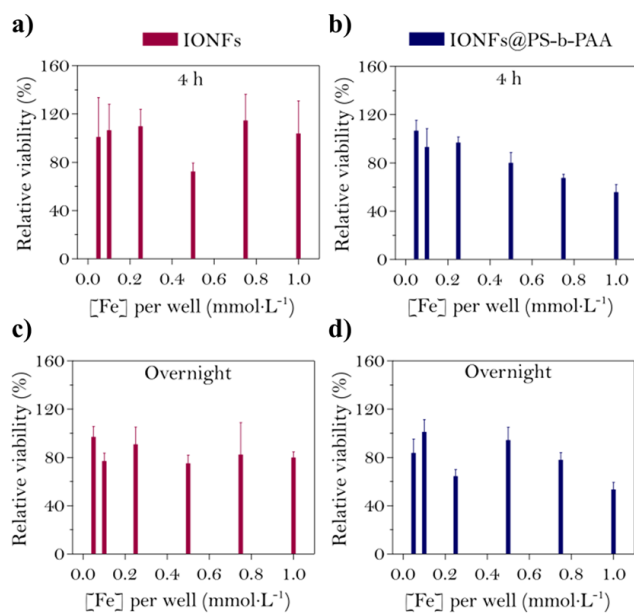 a) IONFs
b) IONFs@PS-b-PAA
4 h
Relative viability (%)
160
120
80
40
0
0.0 0.2 0.4 0.6 0.8 1.0
[Fe] per well (mmol·L⁻¹)
4 h
Relative viability (%)
160
120
80
40
0
0.0 0.2 0.4 0.6 0.8 1.0
[Fe] per well (mmol·L⁻¹)
c)
Overnight
Relative viability (%)
160
120
80
40
0
0.0 0.2 0.4 0.6 0.8 1.0
[Fe] per well (mmol·L⁻¹)
d)
Overnight
Relative viability (%)
160
120
80
40
0
0.0 0.2 0.4 0.6 0.8 1.0
[Fe] per well (mmol·L⁻¹)